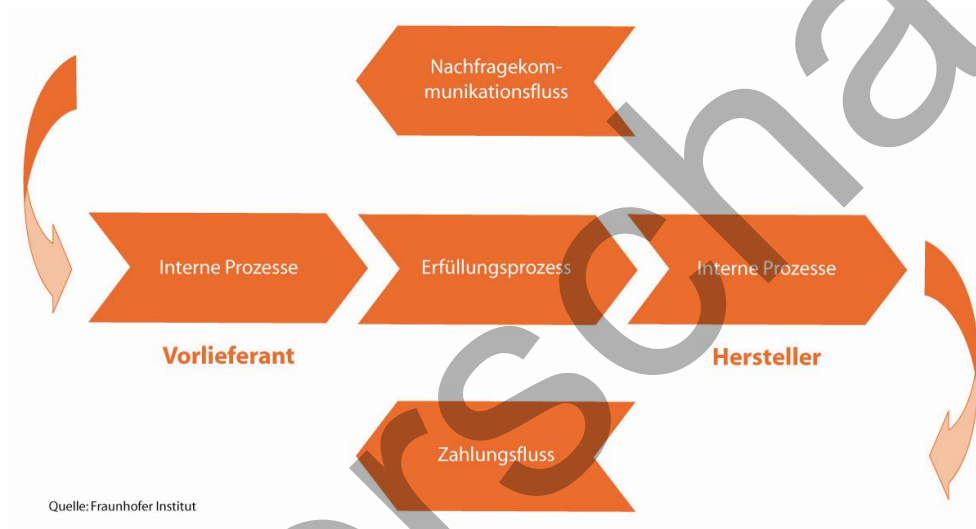 Nachfragekom-
munikationsfluss
Interne Prozesse
Erfüllungsprozess
Interne Prozesse
Vorlieferant
Hersteller
Zahlungsfluss
Quelle: Fraunhofer Institut